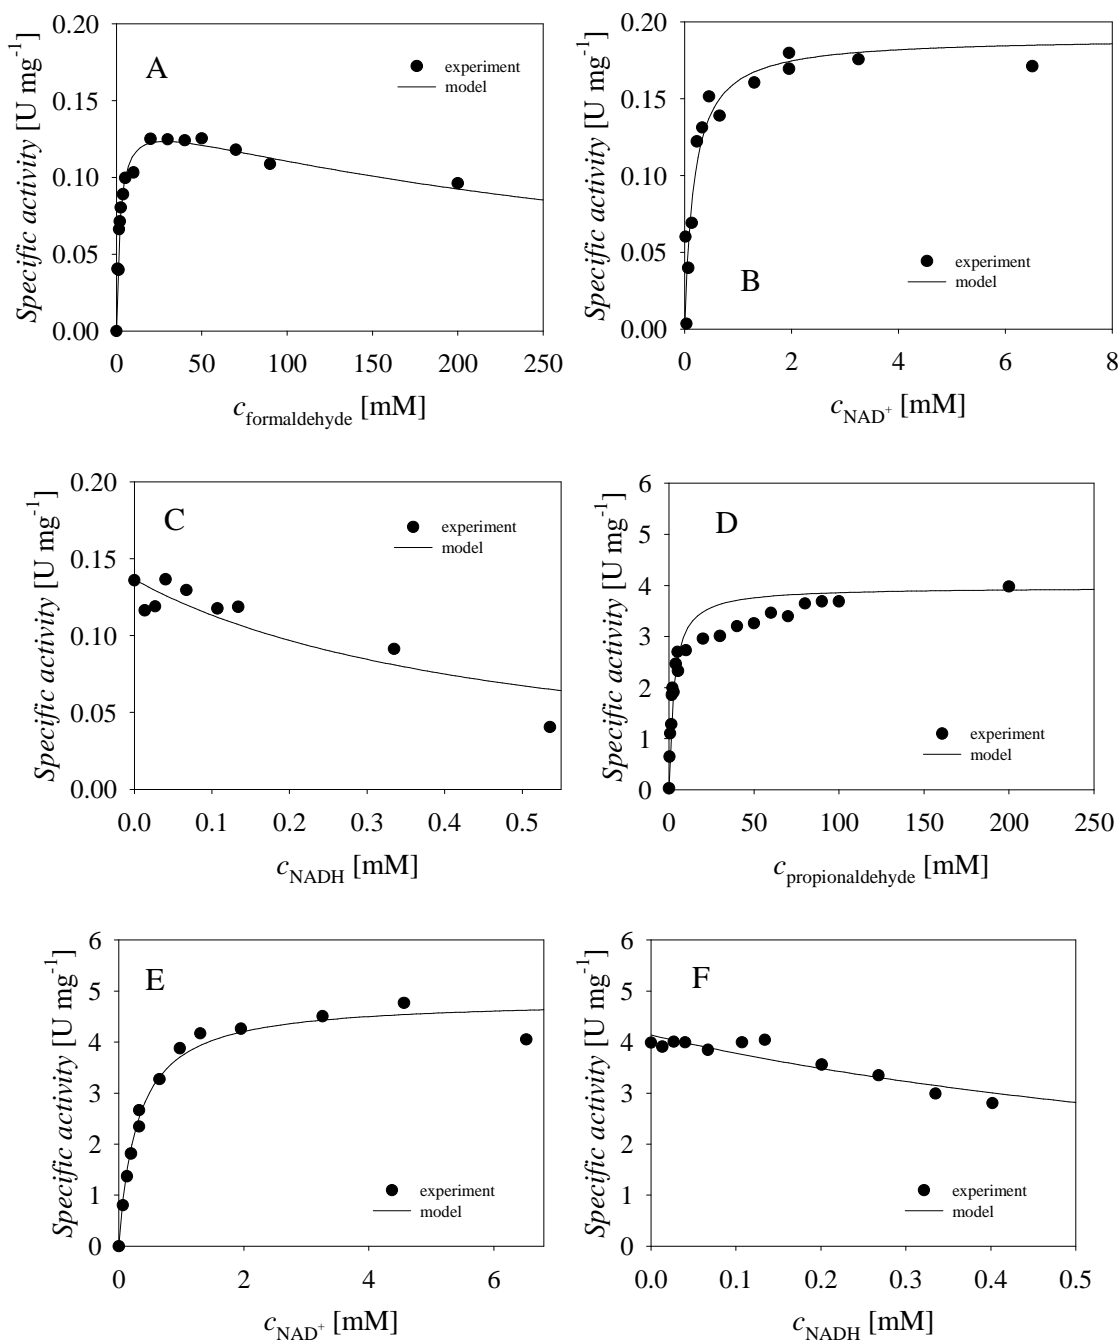 A
experiment
model
Specific activity [U mg-1]
0.20
0.15
0.10
0.05
0.00
0 50 100 150 200 250
cformaldehyde [mM]
B
experiment
model
Specific activity [U mg-1]
0.20
0.15
0.10
0.05
0.00
0 2 4 6 8
cNAD+ [mM]
C
experiment
model
Specific activity [U mg-1]
0.20
0.15
0.10
0.05
0.00
0.0 0.1 0.2 0.3 0.4 0.5
cNADH [mM]
D
experiment
model
Specific activity [U mg-1]
6
5
4
3
2
1
0
0 50 100 150 200 250
cpropionaldehyde [mM]
E
experiment
model
Specific activity [U mg-1]
6
5
4
3
2
1
0
0 2 4 6
cNAD+ [mM]
F
experiment
model
Specific activity [U mg-1]
6
5
4
3
2
1
0
0.0 0.1 0.2 0.3 0.4 0.5
cNADH [mM]